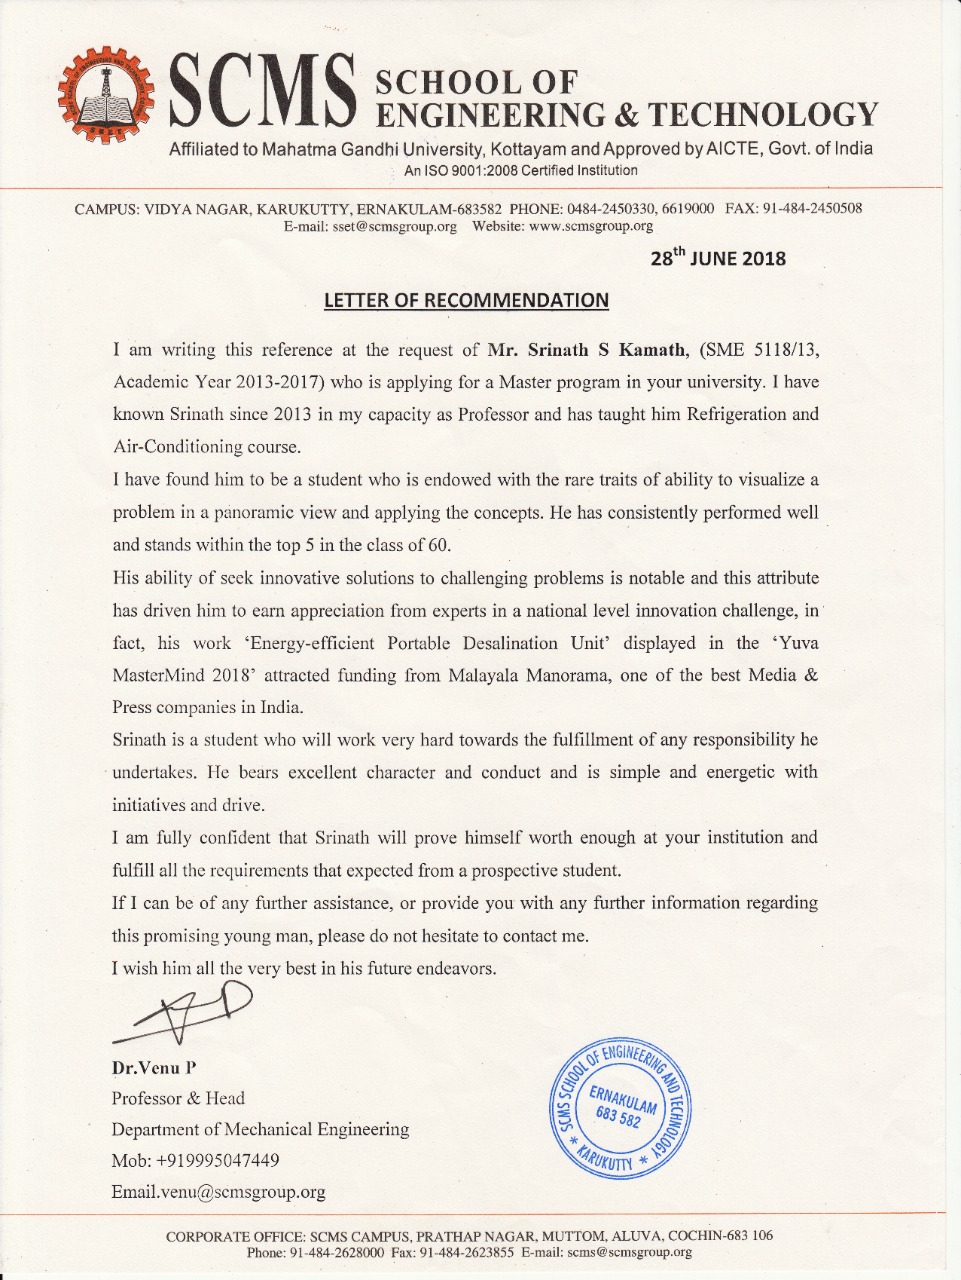 SCMS SCHOOL OF
ENGINEERING & TECHNOLOGY
Affiliated to Mahatma Gandhi University, Kottayam and Approved by AICTE, Govt. of India
An ISO 9001:2008 Certified Institution
CAMPUS: VIDYA NAGAR, KARUKUTTY, ERNAKULAM-683582 PHONE: 0484-2450330, 6619000 FAX: 91-484-2450508
E-mail: sset@scmsgroup.org Website: www.scmsgroup.org
28th JUNE 2018
LETTER OF RECOMMENDATION
I am writing this reference at the request of Mr. Srinath S Kamath, (SME 5118/13,
Academic Year 2013-2017) who is applying for a Master program in your university. I have
known Srinath since 2013 in my capacity as Professor and has taught him Refrigeration and
Air-Conditioning course.
I have found him to be a student who is endowed with the rare traits of ability to visualize a
problem in a panoramic view and applying the concepts. He has consistently performed well
and stands within the top 5 in the class of 60.
His ability of seek innovative solutions to challenging problems is notable and this attribute
has driven him to earn appreciation from experts in a national level innovation challenge, in
fact, his work ‘Energy-efficient Portable Desalination Unit’ displayed in the ‘Yuva
MasterMind 2018’ attracted funding from Malayala Manorama, one of the best Media &
Press companies in India.
Srinath is a student who will work very hard towards the fulfillment of any responsibility he
undertakes. He bears excellent character and conduct and is simple and energetic with
initiatives and drive.
I am fully confident that Srinath will prove himself worth enough at your institution and
fulfill all the requirements that expected from a prospective student.
If I can be of any further assistance, or provide you with any further information regarding
this promising young man, please do not hesitate to contact me.
I wish him all the very best in his future endeavors.
Dr.Venu P
Professor & Head
Department of Mechanical Engineering
Mob: +919995047449
Email.venu@scmsgroup.org
SCMS SCHOOL OF ENGINEERING AND TECHNOLOGY
ERNAKULAM
683 582
* KARUKUTTY *
CORPORATE OFFICE: SCMS CAMPUS, PRATHAP NAGAR, MUTTOM, ALUVA, COCHIN-683 106
Phone: 91-484-2628000 Fax: 91-484-2623855 E-mail: scms@scmsgroup.org